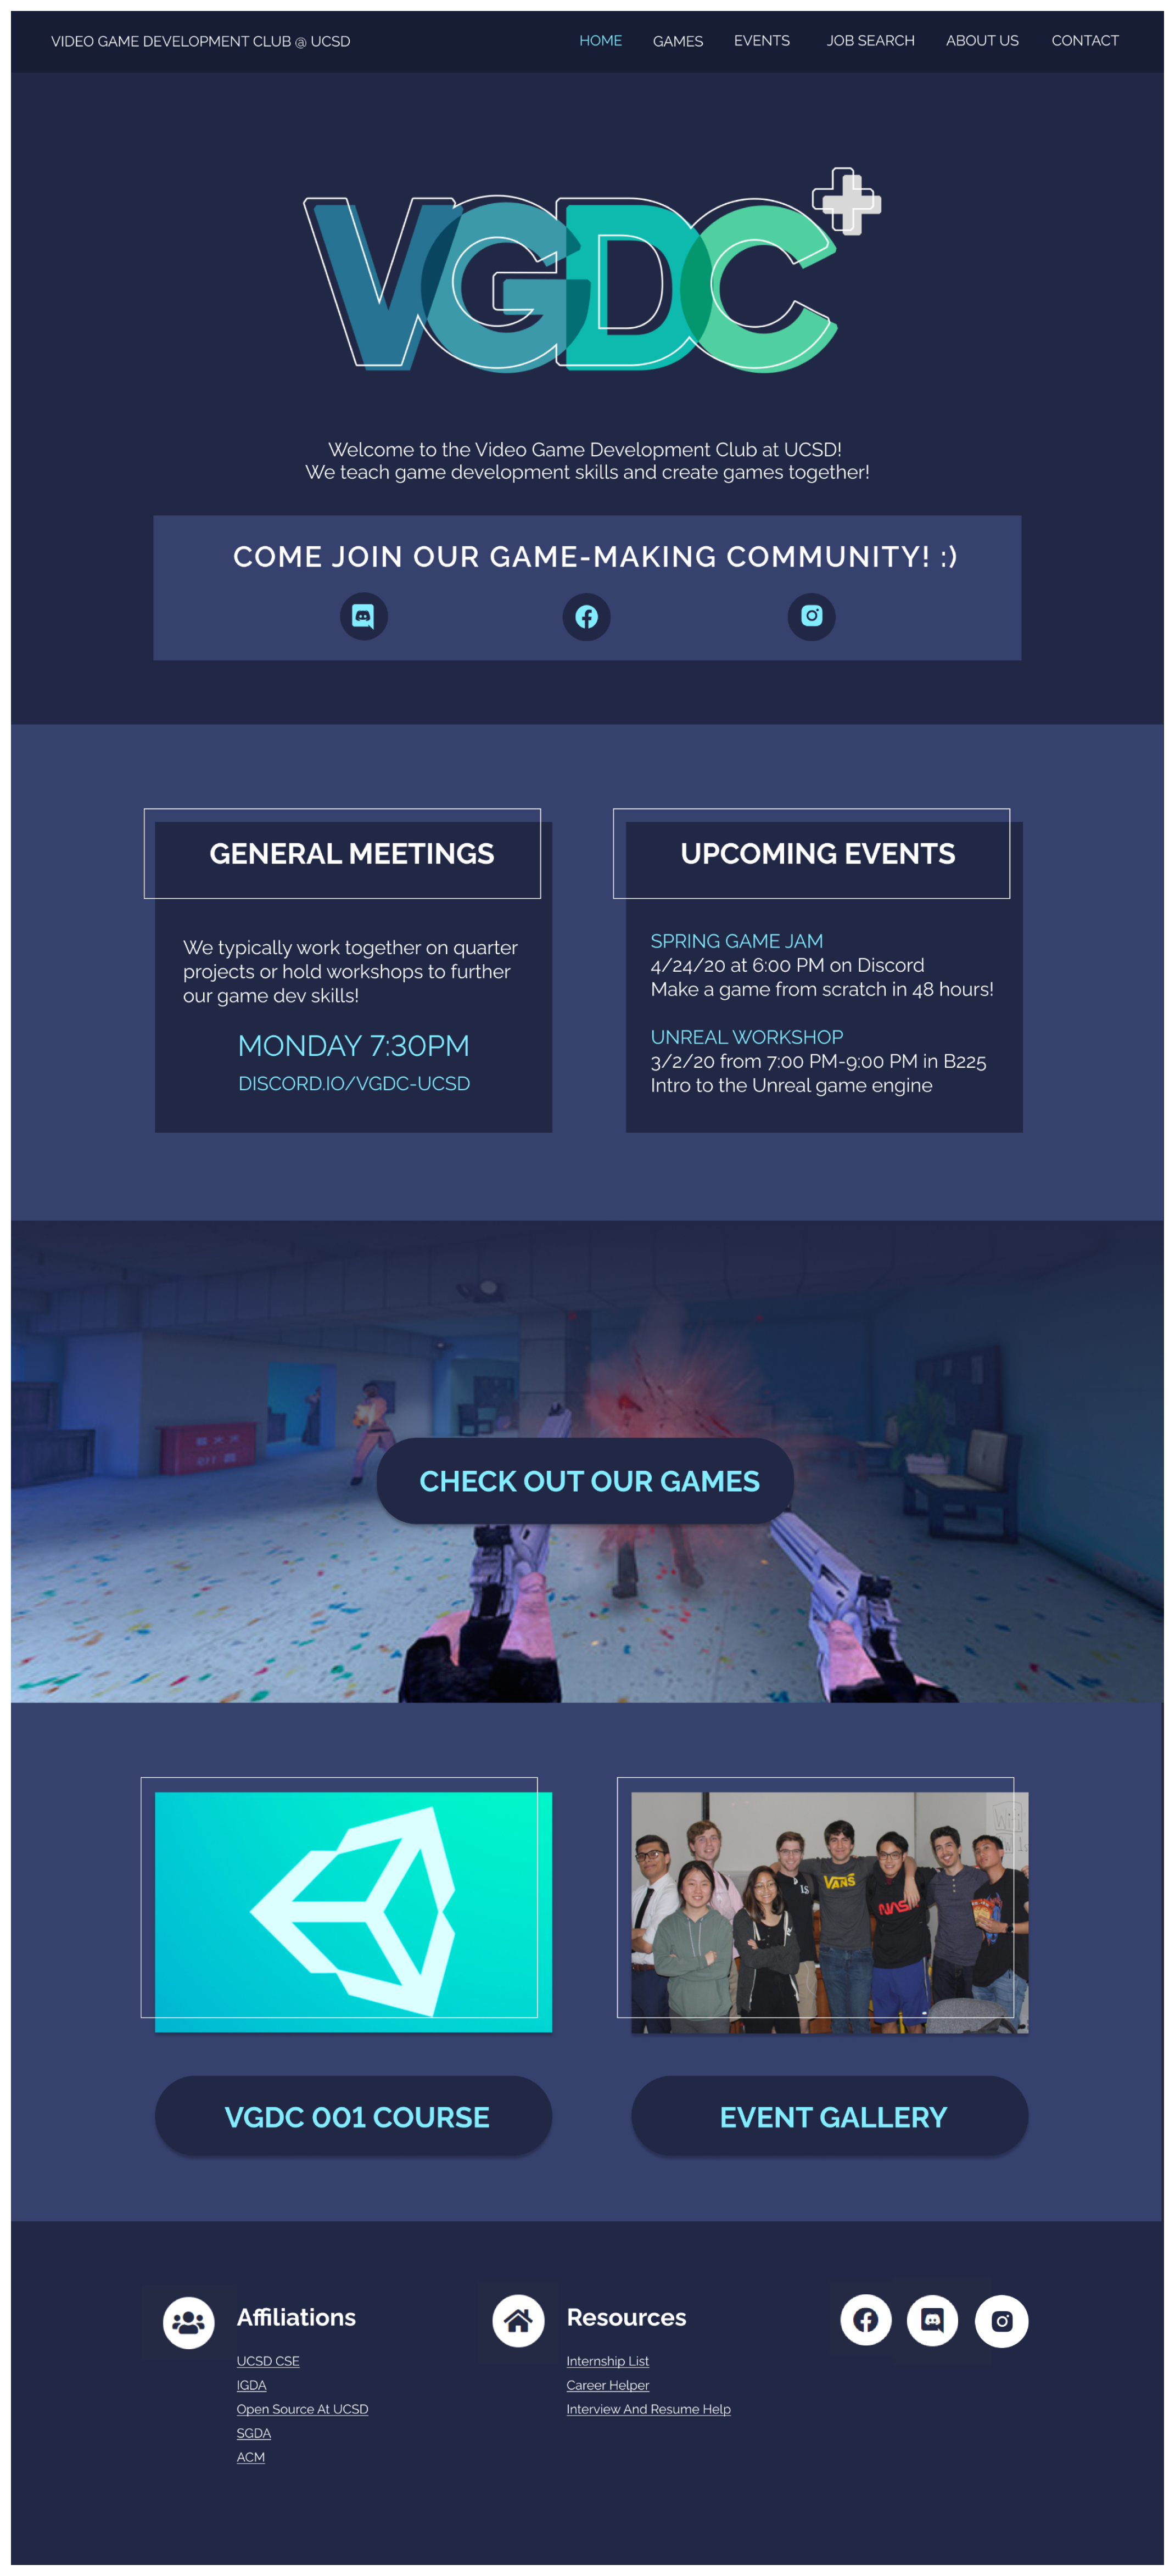 VIDEO GAME DEVELOPMENT CLUB @ UCSD
HOME
GAMES
EVENTS
JOB SEARCH
ABOUT US
CONTACT
VGDC+
Welcome to the Video Game Development Club at UCSD!
We teach game development skills and create games together!
COME JOIN OUR GAME-MAKING COMMUNITY! :)
GENERAL MEETINGS
We typically work together on quarter
projects or hold workshops to further
our game dev skills!
MONDAY 7:30PM
DISCORD.IO/VGDC-UCSD
UPCOMING EVENTS
SPRING GAME JAM
4/24/20 at 6:00 PM on Discord
Make a game from scratch in 48 hours!
UNREAL WORKSHOP
3/2/20 from 7:00 PM-9:00 PM in B225
Intro to the Unreal game engine
CHECK OUT OUR GAMES
VANS
NASA
VGDC 001 COURSE
EVENT GALLERY
Affiliations
UCSD CSE
IGDA
Open Source At UCSD
SGDA
ACM
Resources
Internship List
Career Helper
Interview And Resume Help